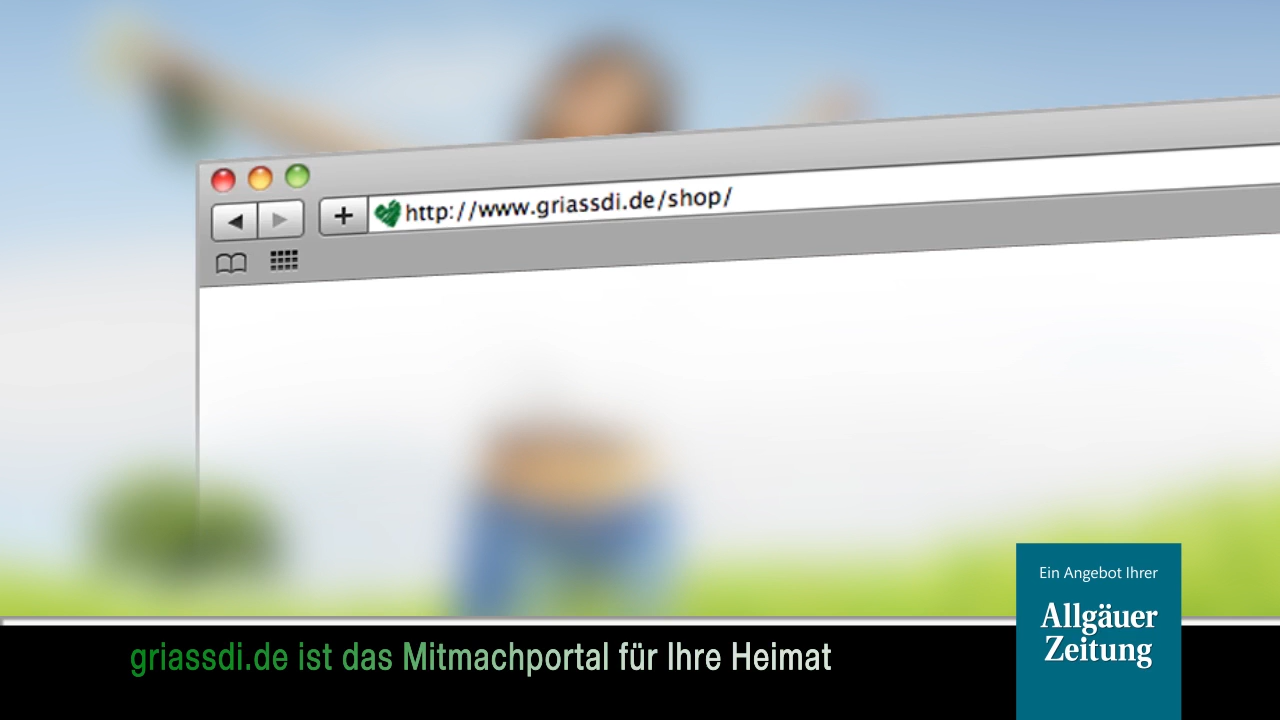 http://www.griassdi.de/shop/
Ein Angebot Ihrer
Allgäuer
Zeitung
griassdi.de ist das Mitmachportal für Ihre Heimat